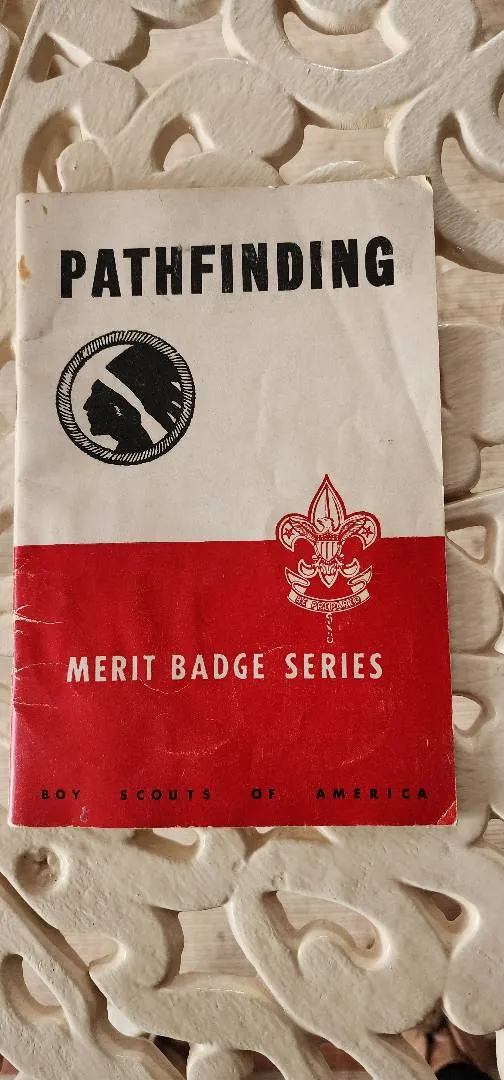 PATHFINDING
BE PREPARED
MERIT BADGE SERIES
BOY SCOUTS OF AMERICA